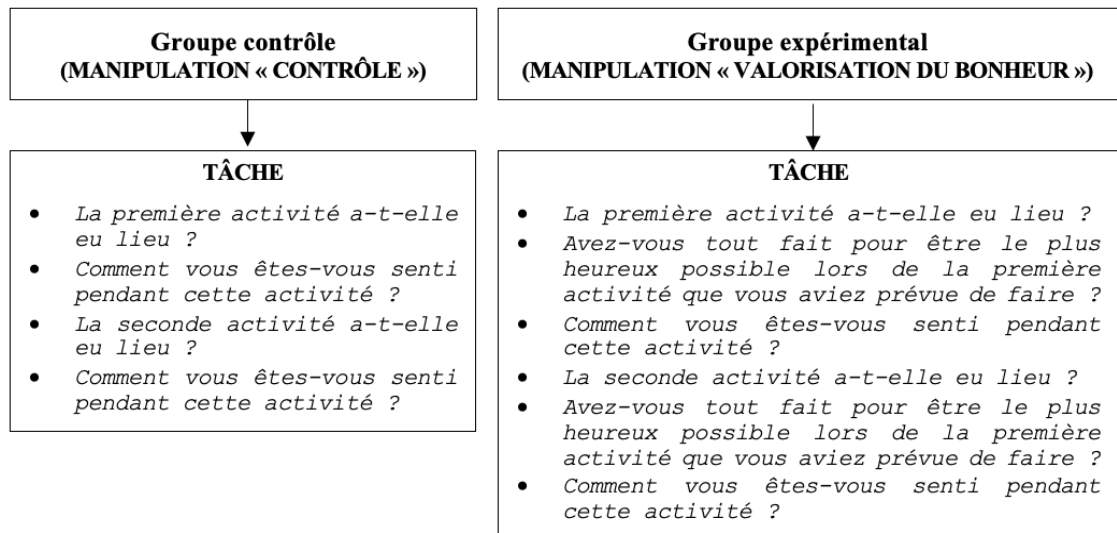 Groupe contrôle
(MANIPULATION « CONTRÔLE »)
TÂCHE
• La première activité a-t-elle
eu lieu ?
• Comment vous êtes-vous senti
pendant cette activité ?
• La seconde activité a-t-elle
eu lieu ?
• Comment vous êtes-vous senti
pendant cette activité ?
Groupe expérimental
(MANIPULATION « VALORISATION DU BONHEUR »)
TÂCHE
• La première activité a-t-elle eu lieu ?
• Avez-vous tout fait pour être le plus
heureux possible lors de la première
activité que vous aviez prévue de faire ?
• Comment vous êtes-vous senti pendant
cette activité ?
• La seconde activité a-t-elle eu lieu ?
• Avez-vous tout fait pour être le plus
heureux possible lors de la première
activité que vous aviez prévue de faire ?
• Comment vous êtes-vous senti pendant
cette activité ?